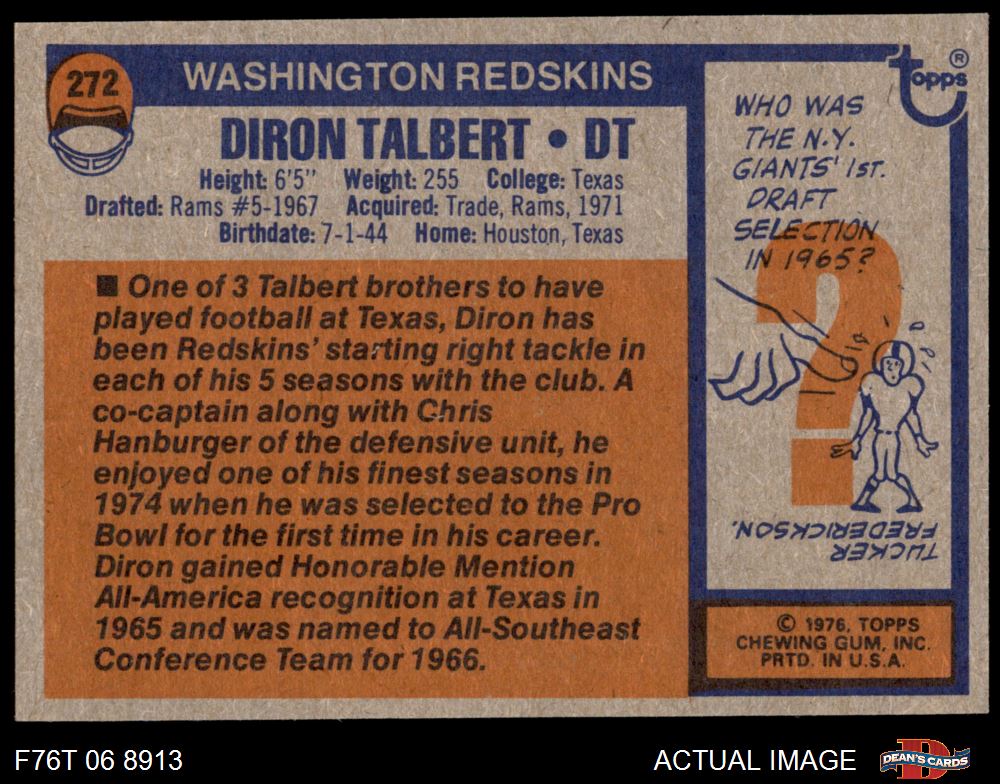 272
WASHINGTON REDSKINS
DIRON TALBERT • DT
Height: 6'5" Weight: 255 College: Texas
Drafted: Rams #5-1967 Acquired: Trade, Rams, 1971
Birthdate: 7-1-44 Home: Houston, Texas
■ One of 3 Talbert brothers to have
played football at Texas, Diron has
been Redskins' starting right tackle in
each of his 5 seasons with the club. A
co-captain along with Chris
Hanburger of the defensive unit, he
enjoyed one of his finest seasons in
1974 when he was selected to the Pro
Bowl for the first time in his career.
Diron gained Honorable Mention
All-America recognition at Texas in
1965 and was named to All-Southeast
Conference Team for 1966.
Topps ®
WHO WAS
THE N.Y.
GIANTS' 1ST.
DRAFT
SELECTION
IN 1965?
?
TUCKER
FREDERICKSON.
© 1976, TOPPS
CHEWING GUM, INC.
PRTD. IN U.S.A.
F76T 06 8913
ACTUAL IMAGE
D
DEAN'S CARDS